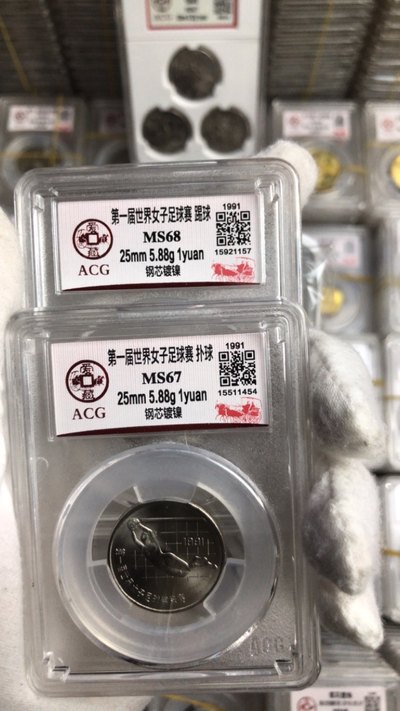 1991
第一届世界女子足球赛 踢球
MS68
25mm 5.88g 1yuan
钢芯镀镍
15921157
ACG
1991
第一届世界女子足球赛 扑球
MS67
25mm 5.88g 1yuan
钢芯镀镍
15511454
ACG
1991
ACG